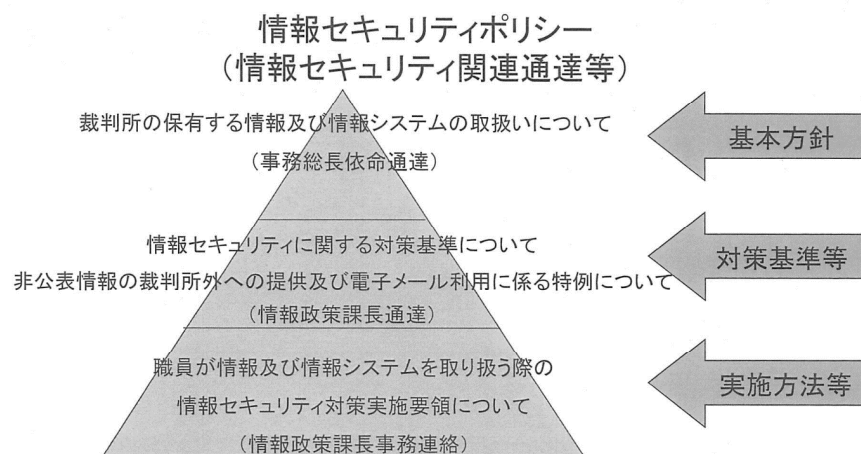 情報セキュリティポリシー
（情報セキュリティ関連通達等）
裁判所の保有する情報及び情報システムの取扱いについて
（事務総長依命通達）
基本方針
情報セキュリティに関する対策基準について
非公表情報の裁判所外への提供及び電子メール利用に係る特例について
（情報政策課長通達）
対策基準等
職員が情報及び情報システムを取り扱う際の
情報セキュリティ対策実施要領について
（情報政策課長事務連絡）
実施方法等